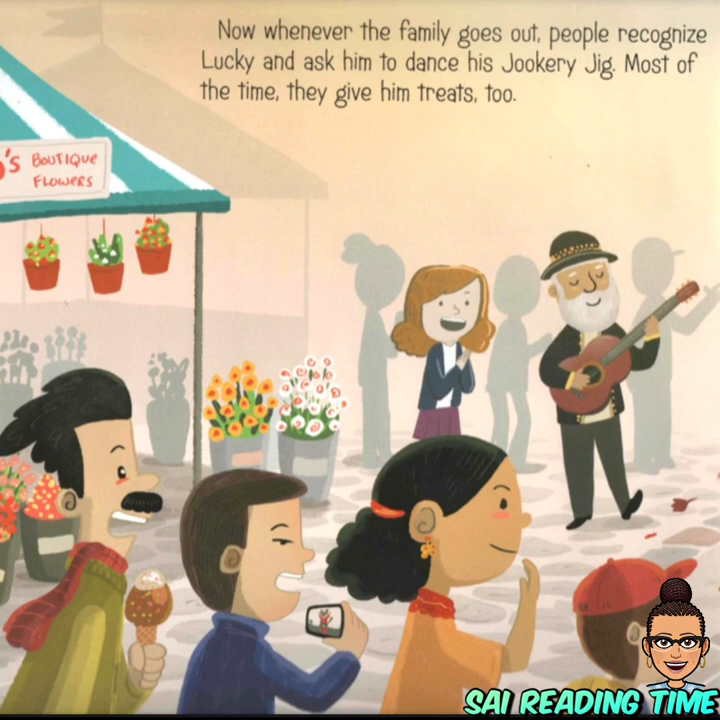 Now whenever the family goes out, people recognize
Lucky and ask him to dance his Jookery Jig. Most of
the time, they give him treats, too.
BOUTIQUE
FLOWERS
SAI READING TIME